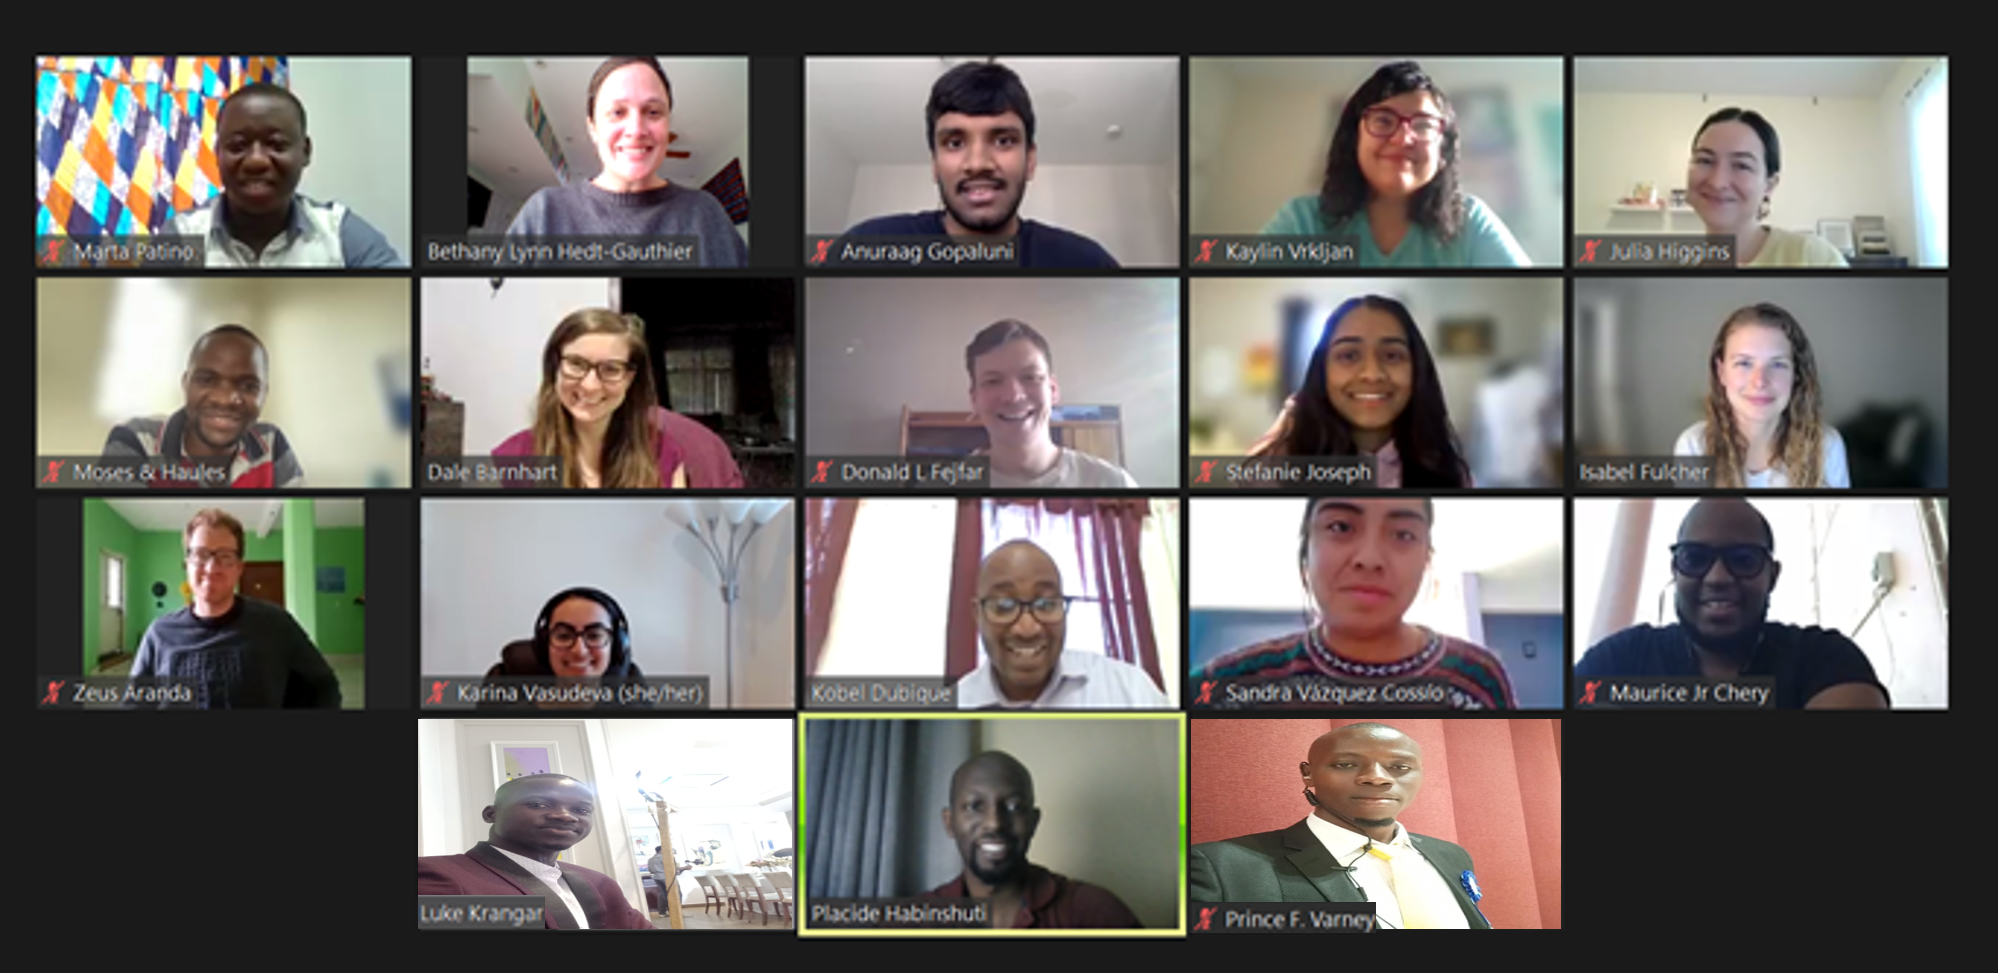 Marta Patino
Bethany Lynn Hedt-Gauthier
Anuraag Gopaluni
Kaylin Vrkljan
Julia Higgins
Moses & Haules
Dale Barnhart
Donald L Fejfar
Stefanie Joseph
Isabel Fulcher
Zeus Aranda
Karina Vasudeva (she/her)
Kobel Dubique
Sandra Vázquez Cossío
Maurice Jr Chery
Luke Krangar
Placide Habinshuti
Prince F. Varney